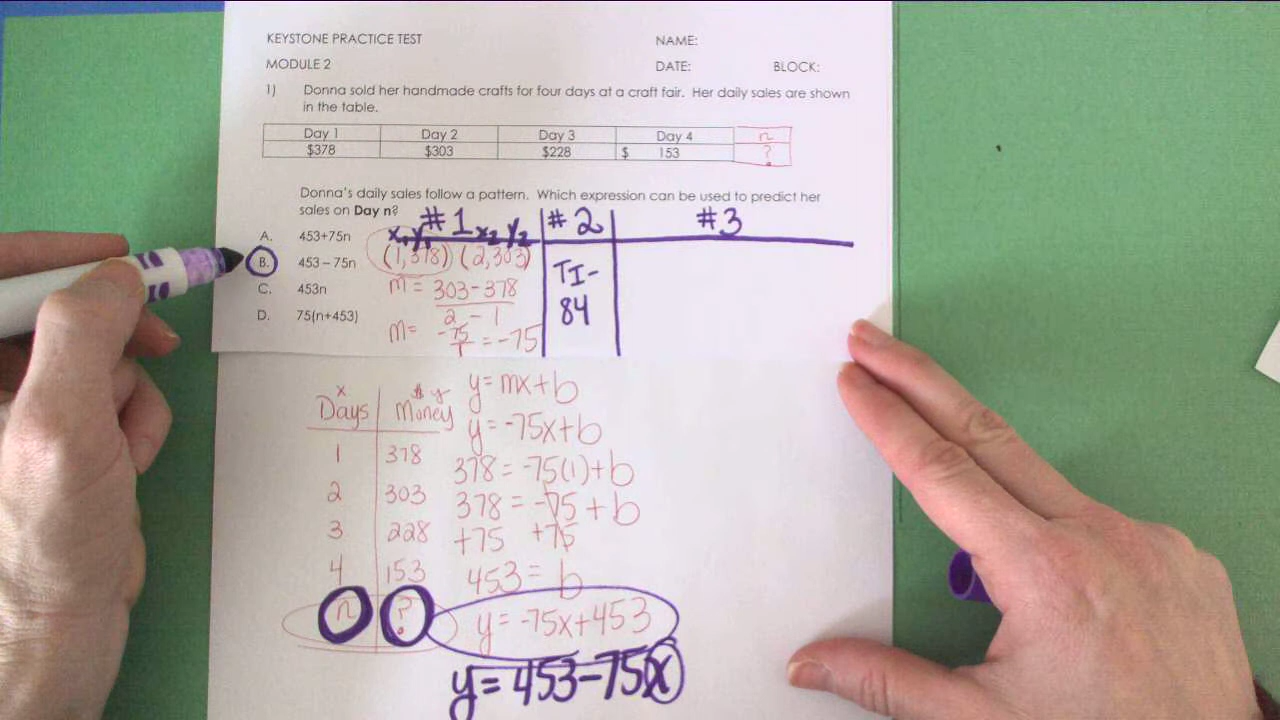 KEYSTONE PRACTICE TEST NAME:
MODULE 2 DATE: BLOCK:
1) Donna sold her handmade crafts for four days at a craft fair. Her daily sales are shown
in the table.
Day 1 Day 2 Day 3 Day 4 n
$378 $303 $228 $ 153 ?
Donna's daily sales follow a pattern. Which expression can be used to predict her
sales on Day n?
#1 #2 #3
x₁ y₁ x₂ y₂
A. 453+75n
B. 453 – 75n
C. 453n
D. 75(n+453)
(1,378) (2,303)
m = 303-378
2 - 1
m= -75
1 = -75
TI-
84
x $ y
Days Money
1 378
2 303
3 228
4 153
n ?
y=mx+b
y=-75x+b
378=-75(1)+b
378=-75+b
+75 +75
453=b
y=-75x+453
y=453-75x